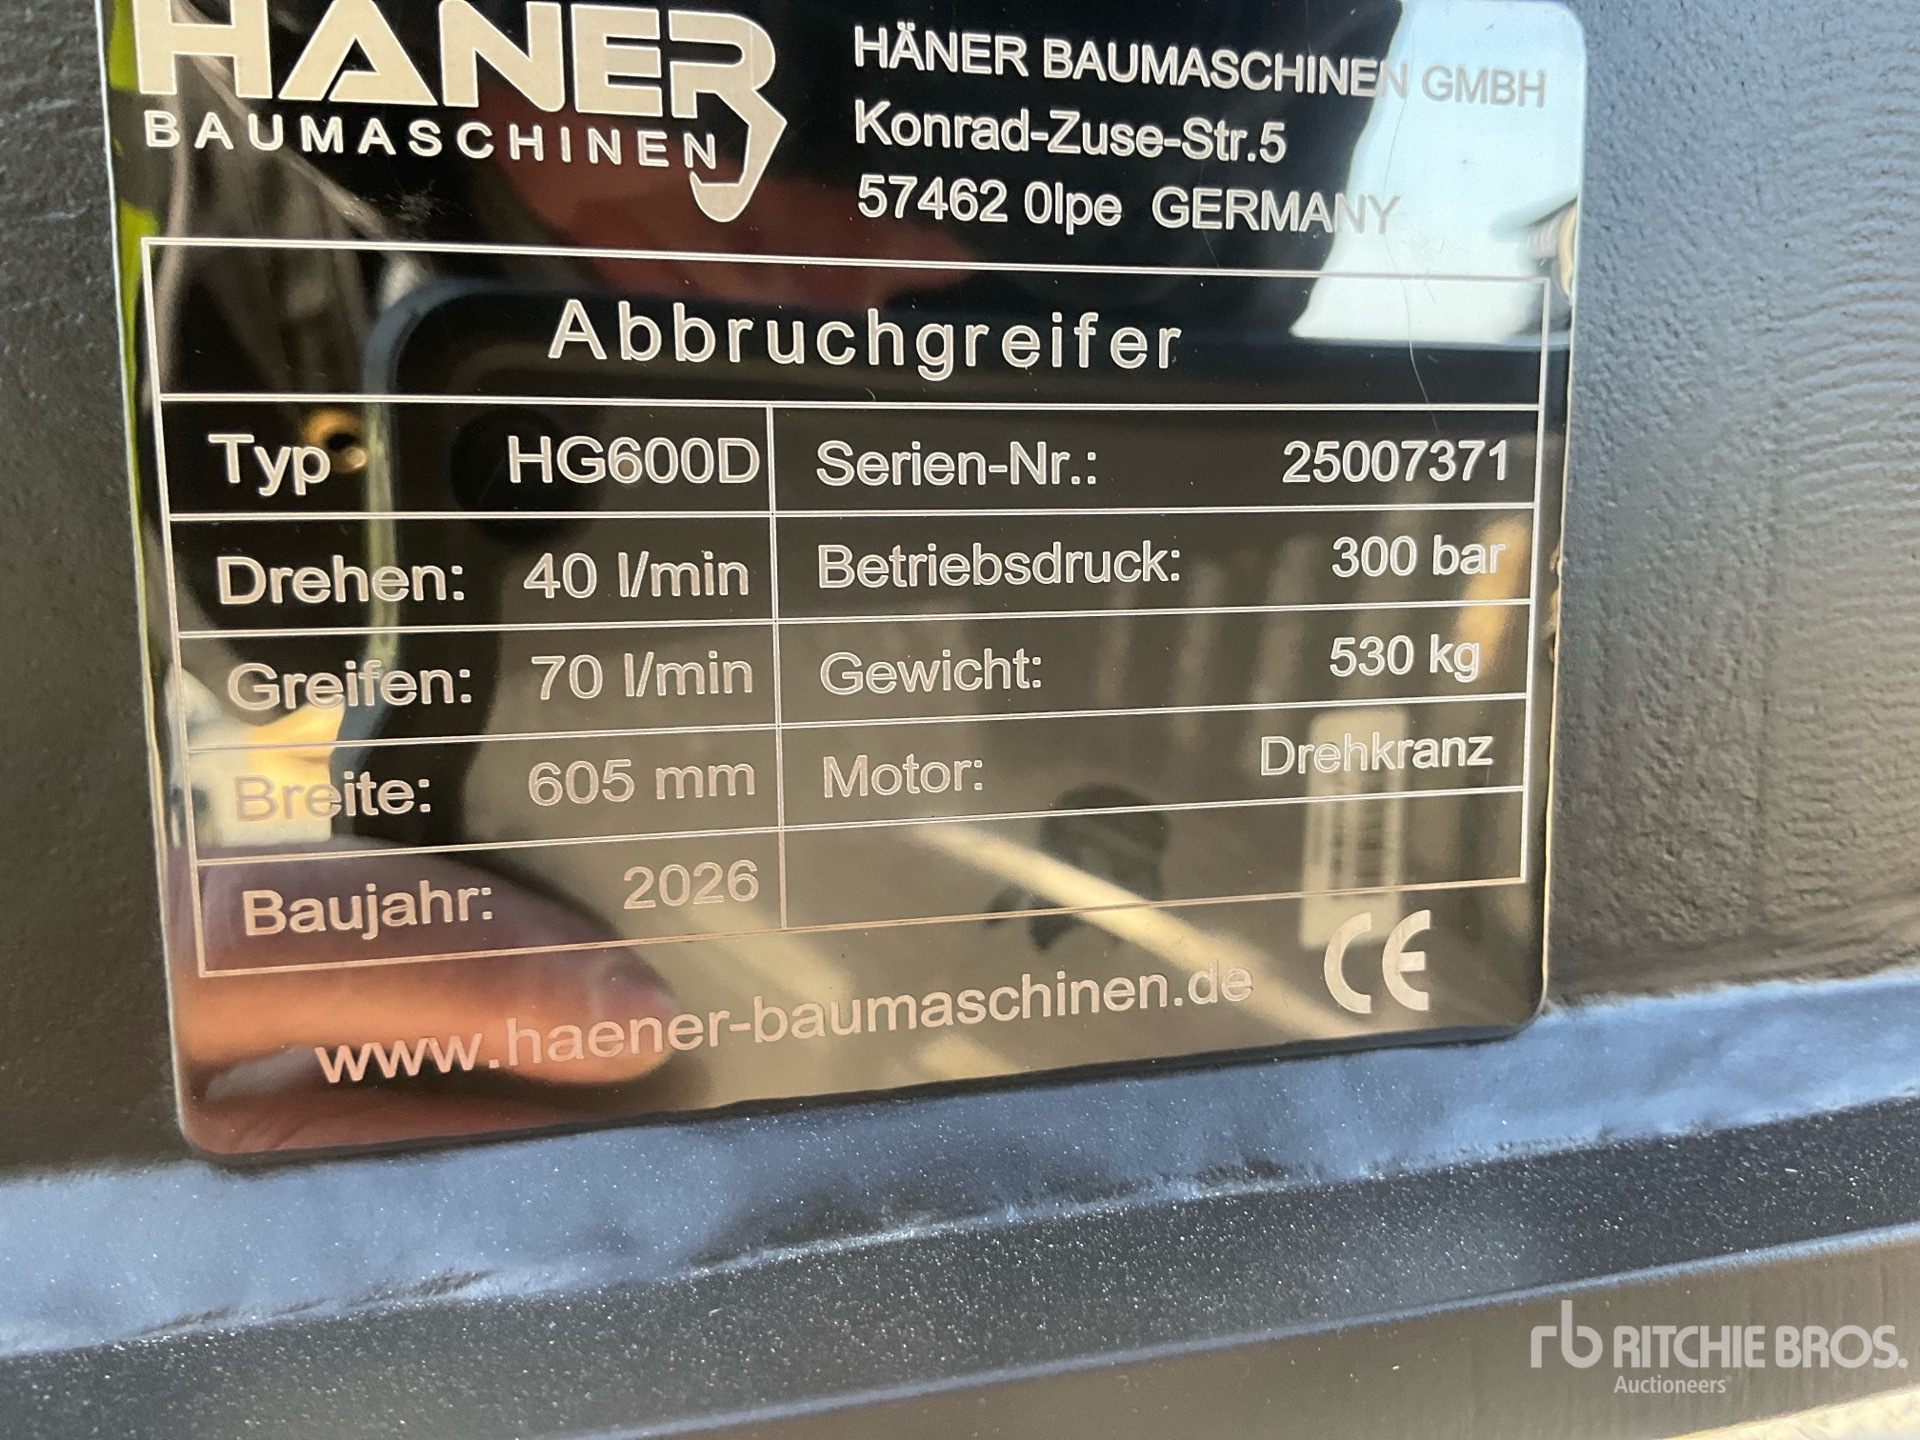 HÄNER
BAUMASCHINEN
HÄNER BAUMASCHINEN GMBH
Konrad-Zuse-Str.5
57462 Olpe GERMANY
Abbruchgreifer
Typ HG600D Serien-Nr.: 25007371
Drehen: 40 l/min Betriebsdruck: 300 bar
Greifen: 70 l/min Gewicht: 530 kg
Breite: 605 mm Motor: Drehkranz
Baujahr: 2026
www.haener-baumaschinen.de CE
rb RITCHIE BROS.
Auctioneers